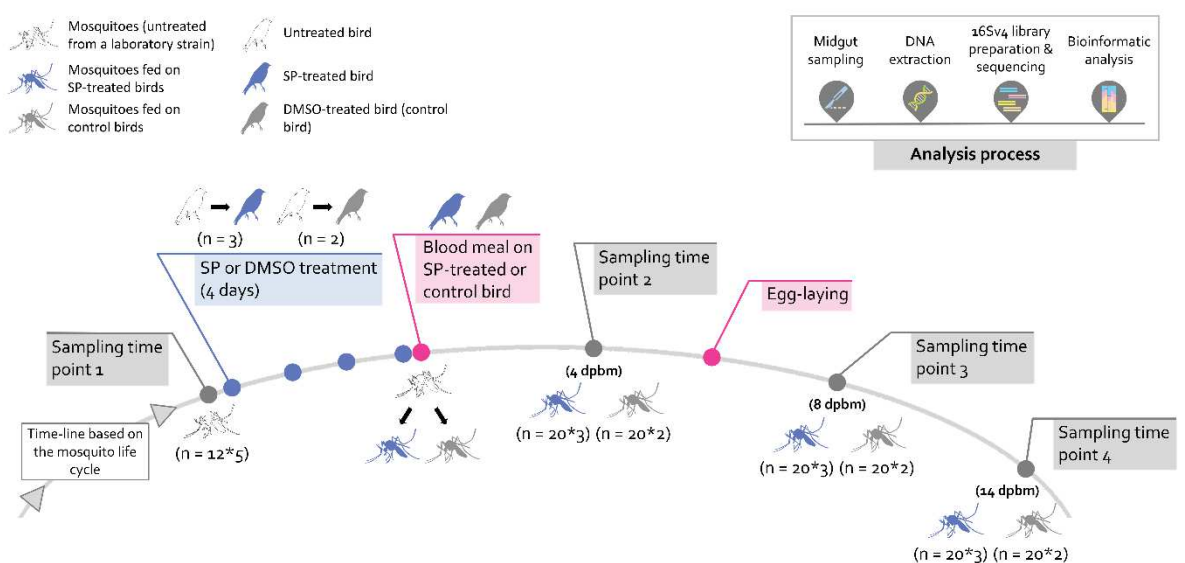 Mosquitoes (untreated
from a laboratory strain)
Mosquitoes fed on
SP-treated birds
Mosquitoes fed on
control birds
Untreated bird
SP-treated bird
DMSO-treated bird (control
bird)
Midgut
sampling
DNA
extraction
16Sv4 library
preparation &
sequencing
Bioinformatic
analysis
Analysis process
(n = 3)
(n = 2)
SP or DMSO treatment
(4 days)
Blood meal on
SP-treated or
control bird
Sampling time
point 2
Egg-laying
Sampling time
point 1
Sampling time
point 3
Sampling time
point 4
Time-line based on
the mosquito life
cycle
(n = 12*5)
(4 dpbm)
(n = 20*3) (n = 20*2)
(8 dpbm)
(n = 20*3) (n = 20*2)
(14 dpbm)
(n = 20*3) (n = 20*2)